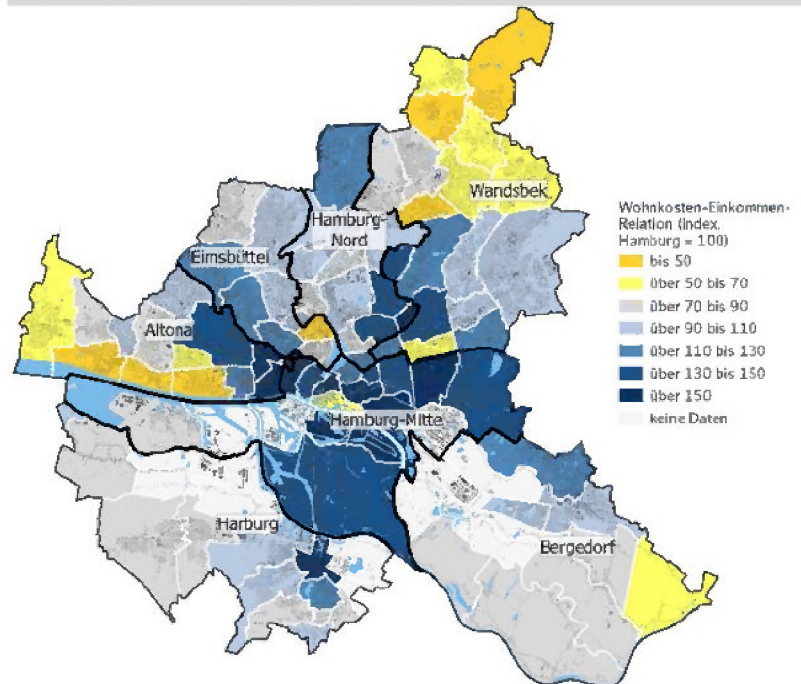 Wandsbek
Hamburg-
Nord
Eimsbüttel
Altona
Hamburg-Mitte
Harburg
Bergedorf
Wohnkosten-Einkommen-
Relation (Index,
Hamburg = 100)
bis 50
über 50 bis 70
über 70 bis 90
über 90 bis 110
über 110 bis 130
über 130 bis 150
über 150
keine Daten